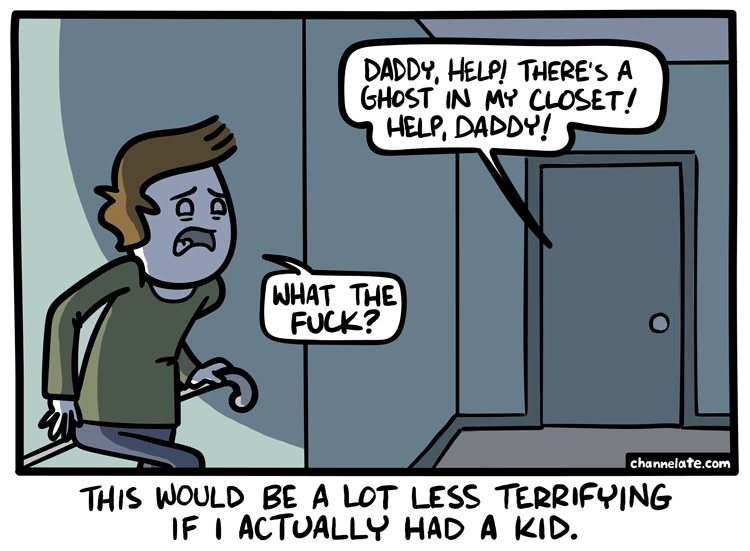 DADDY, HELP! THERE'S A
GHOST IN MY CLOSET!
HELP, DADDY!
WHAT THE
FUCK?
channelate.com
THIS WOULD BE A LOT LESS TERRIFYING
IF I ACTUALLY HAD A KID.